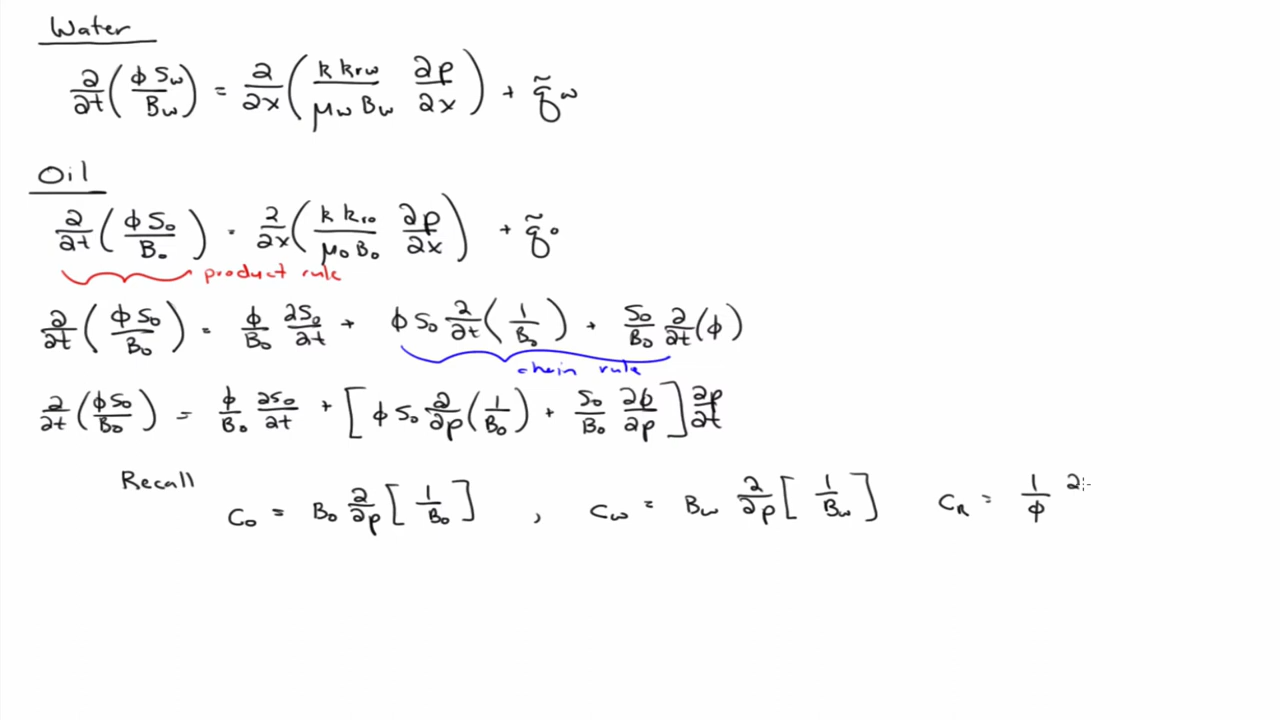 Water
∂/∂t (ϕ S_w / B_w) = ∂/∂x (k k_rw / μ_w B_w ∂p/∂x) + q̃_w
Oil
∂/∂t (ϕ S_o / B_o) = ∂/∂x (k k_ro / μ_o B_o ∂p/∂x) + q̃_o
product rule
∂/∂t (ϕ S_o / B_o) = ϕ/B_o ∂S_o/∂t + ϕ S_o ∂/∂t (1/B_o) + S_o/B_o ∂/∂t (ϕ)
chain rule
∂/∂t (ϕ S_o / B_o) = ϕ/B_o ∂S_o/∂t + [ϕ S_o ∂/∂p (1/B_o) + S_o/B_o ∂ϕ/∂p] ∂p/∂t
Recall
C_o = B_o ∂/∂p [1/B_o] , C_w = B_w ∂/∂p [1/B_w] C_R = 1/ϕ ∂